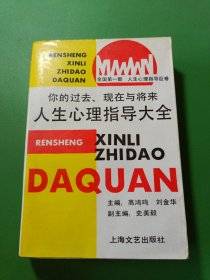 RENSHENG
XINLI
ZHIDAO
DAQUAN
全国第一部 人生心理指导巨卷
你的过去、现在与将来
人生心理指导大全
RENSHENG XINLI
ZHIDAO
DAQUAN
主编：高鸿鸣 刘金华
副主编：史美毅
上海文艺出版社